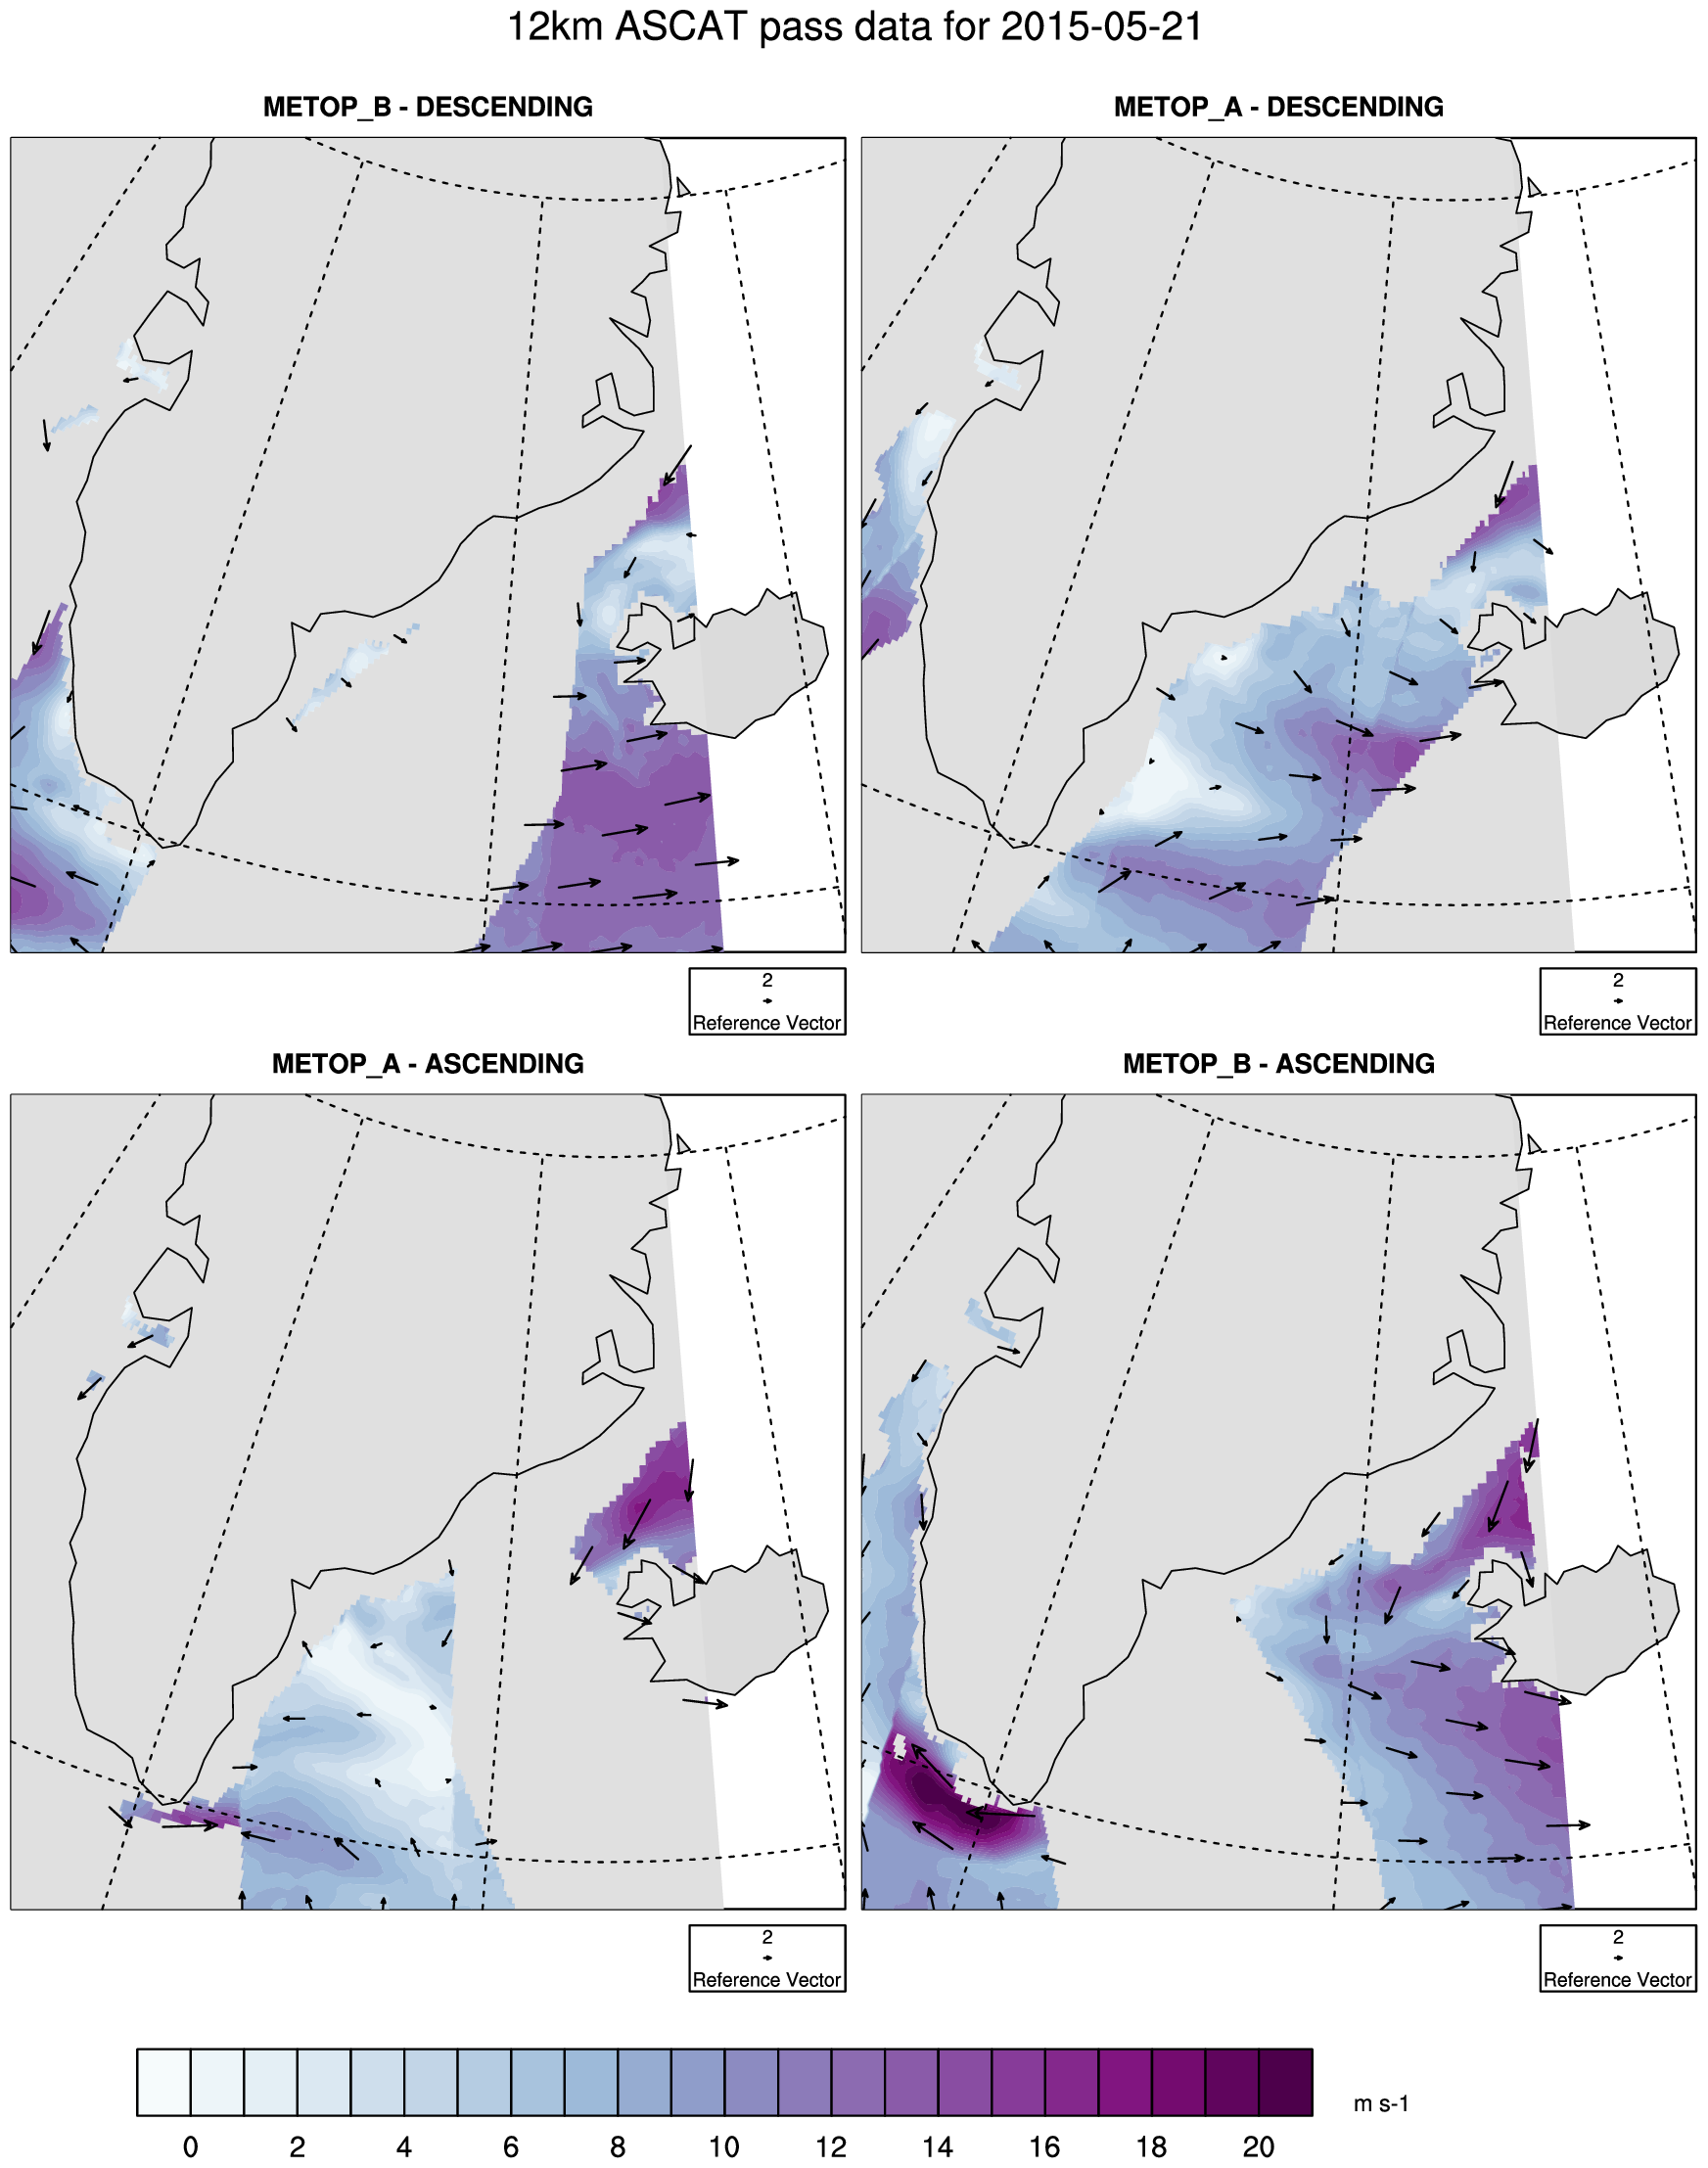 12km ASCAT pass data for 2015-05-21
METOP_B - DESCENDING
METOP_A - DESCENDING
2
Reference Vector
2
Reference Vector
METOP_A - ASCENDING
METOP_B - ASCENDING
2
Reference Vector
2
Reference Vector
m s-1
0 2 4 6 8 10 12 14 16 18 20